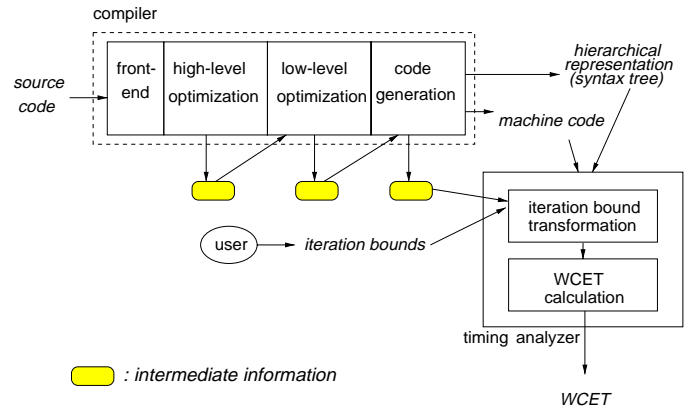 compiler
front-
end
high-level
optimization
low-level
optimization
code
generation
source
code
hierarchical
representation
(syntax tree)
machine code
iteration bound
transformation
user
iteration bounds
WCET
calculation
timing analyzer
: intermediate information
WCET